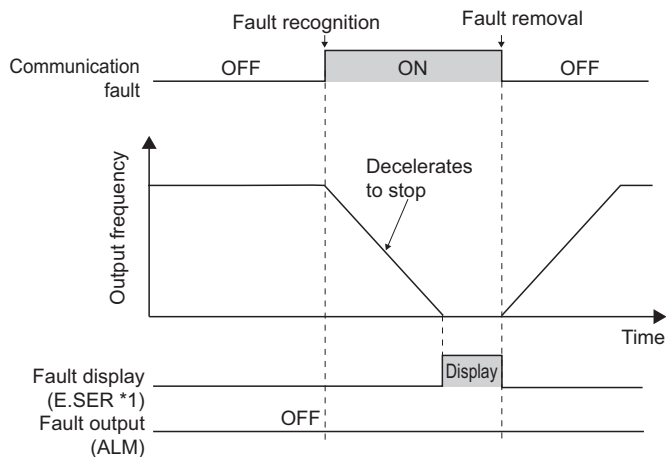 Fault recognition
Fault removal
Communication
fault
OFF
ON
OFF
Output frequency
Decelerates
to stop
Time
Fault display
(E.SER *1)
Display
Fault output
(ALM)
OFF